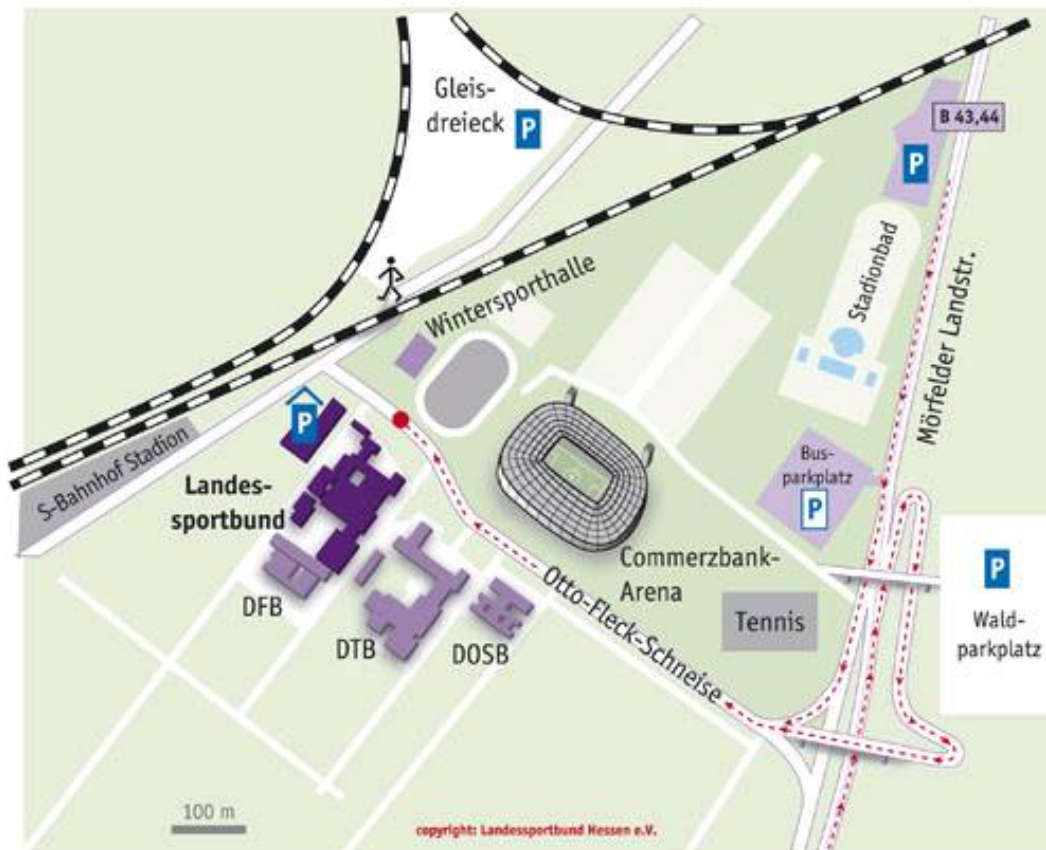 Gleis-
dreieck
P
B 43,44
P
Stadionbad
Mörfelder Landstr.
Wintersporthalle
P
S-Bahnhof Stadion
Landes-
sportbund
Bus-
parkplatz
P
Commerzbank-
Arena
P
Wald-
parkplatz
Tennis
Otto-Fleck-Schneise
DFB
DTB
DOSB
100 m
copyright: Landessportbund Hessen e.V.